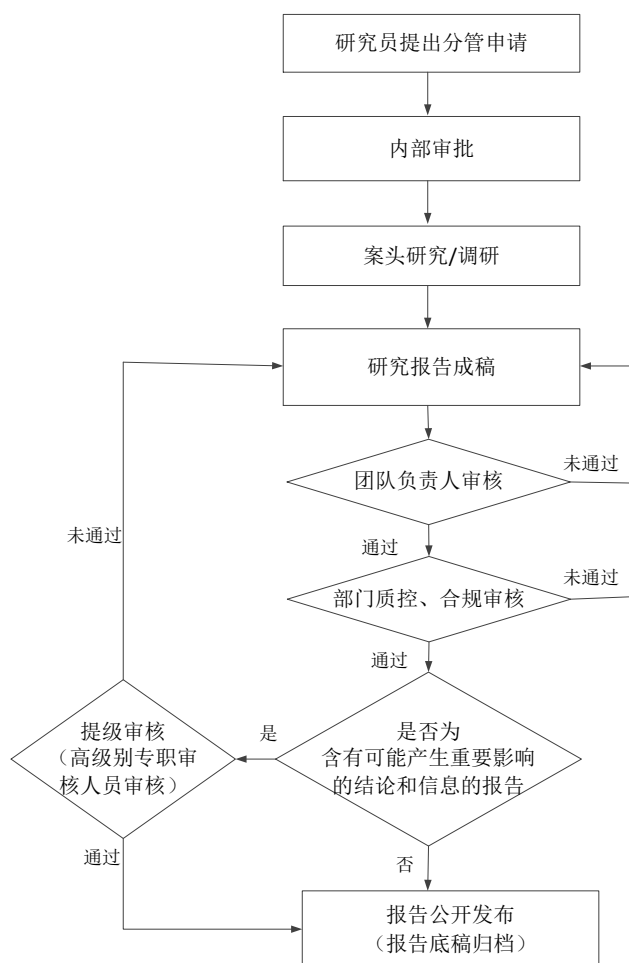 研究员提出分管申请
内部审批
案头研究/调研
研究报告成稿
团队负责人审核
未通过
通过
未通过
部门质控、合规审核
未通过
通过
提级审核
（高级别专职审
核人员审核）
是
是否为
含有可能产生重要影响
的结论和信息的报告
通过
否
报告公开发布
（报告底稿归档）